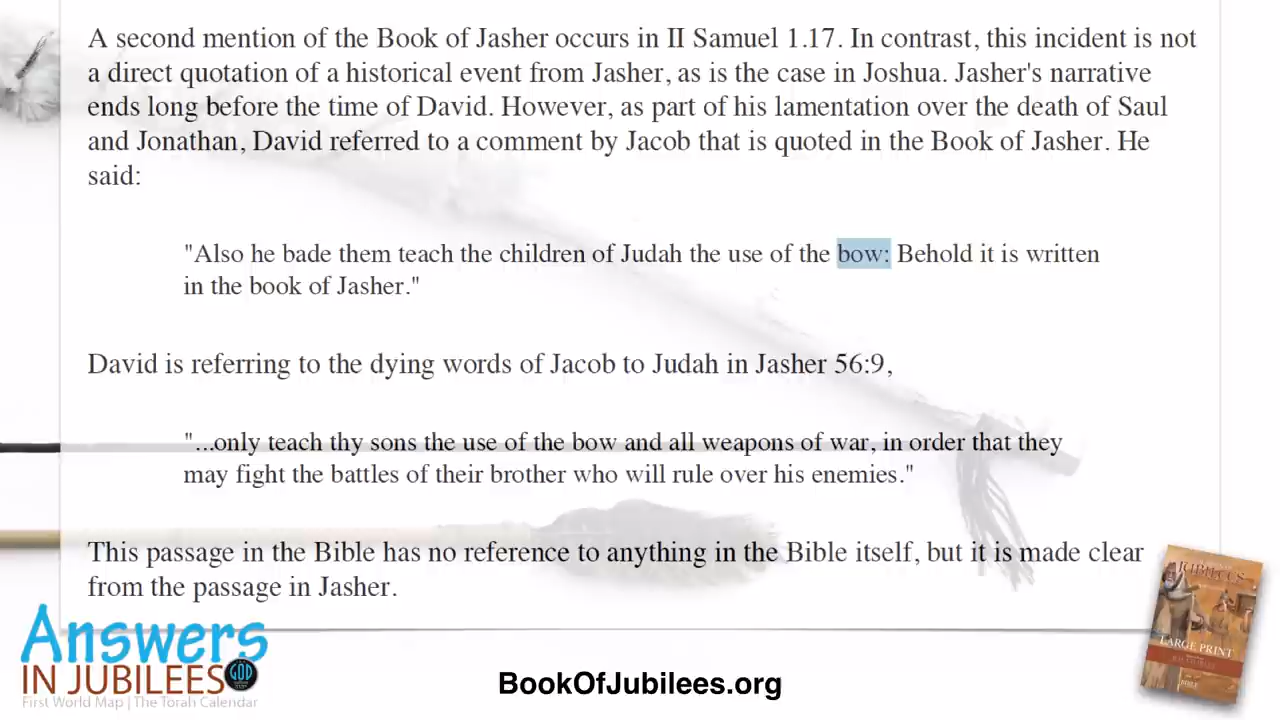 A second mention of the Book of Jasher occurs in II Samuel 1.17. In contrast, this incident is not
a direct quotation of a historical event from Jasher, as is the case in Joshua. Jasher's narrative
ends long before the time of David. However, as part of his lamentation over the death of Saul
and Jonathan, David referred to a comment by Jacob that is quoted in the Book of Jasher. He
said:
"Also he bade them teach the children of Judah the use of the bow: Behold it is written
in the book of Jasher."
David is referring to the dying words of Jacob to Judah in Jasher 56:9,
"...only teach thy sons the use of the bow and all weapons of war, in order that they
may fight the battles of their brother who will rule over his enemies."
This passage in the Bible has no reference to anything in the Bible itself, but it is made clear
from the passage in Jasher.
Answers
IN JUBILEES
GOD
First World Map | The Torah Calendar
BookOfJubilees.org
JUBILEES
LARGE PRINT
BIBLE